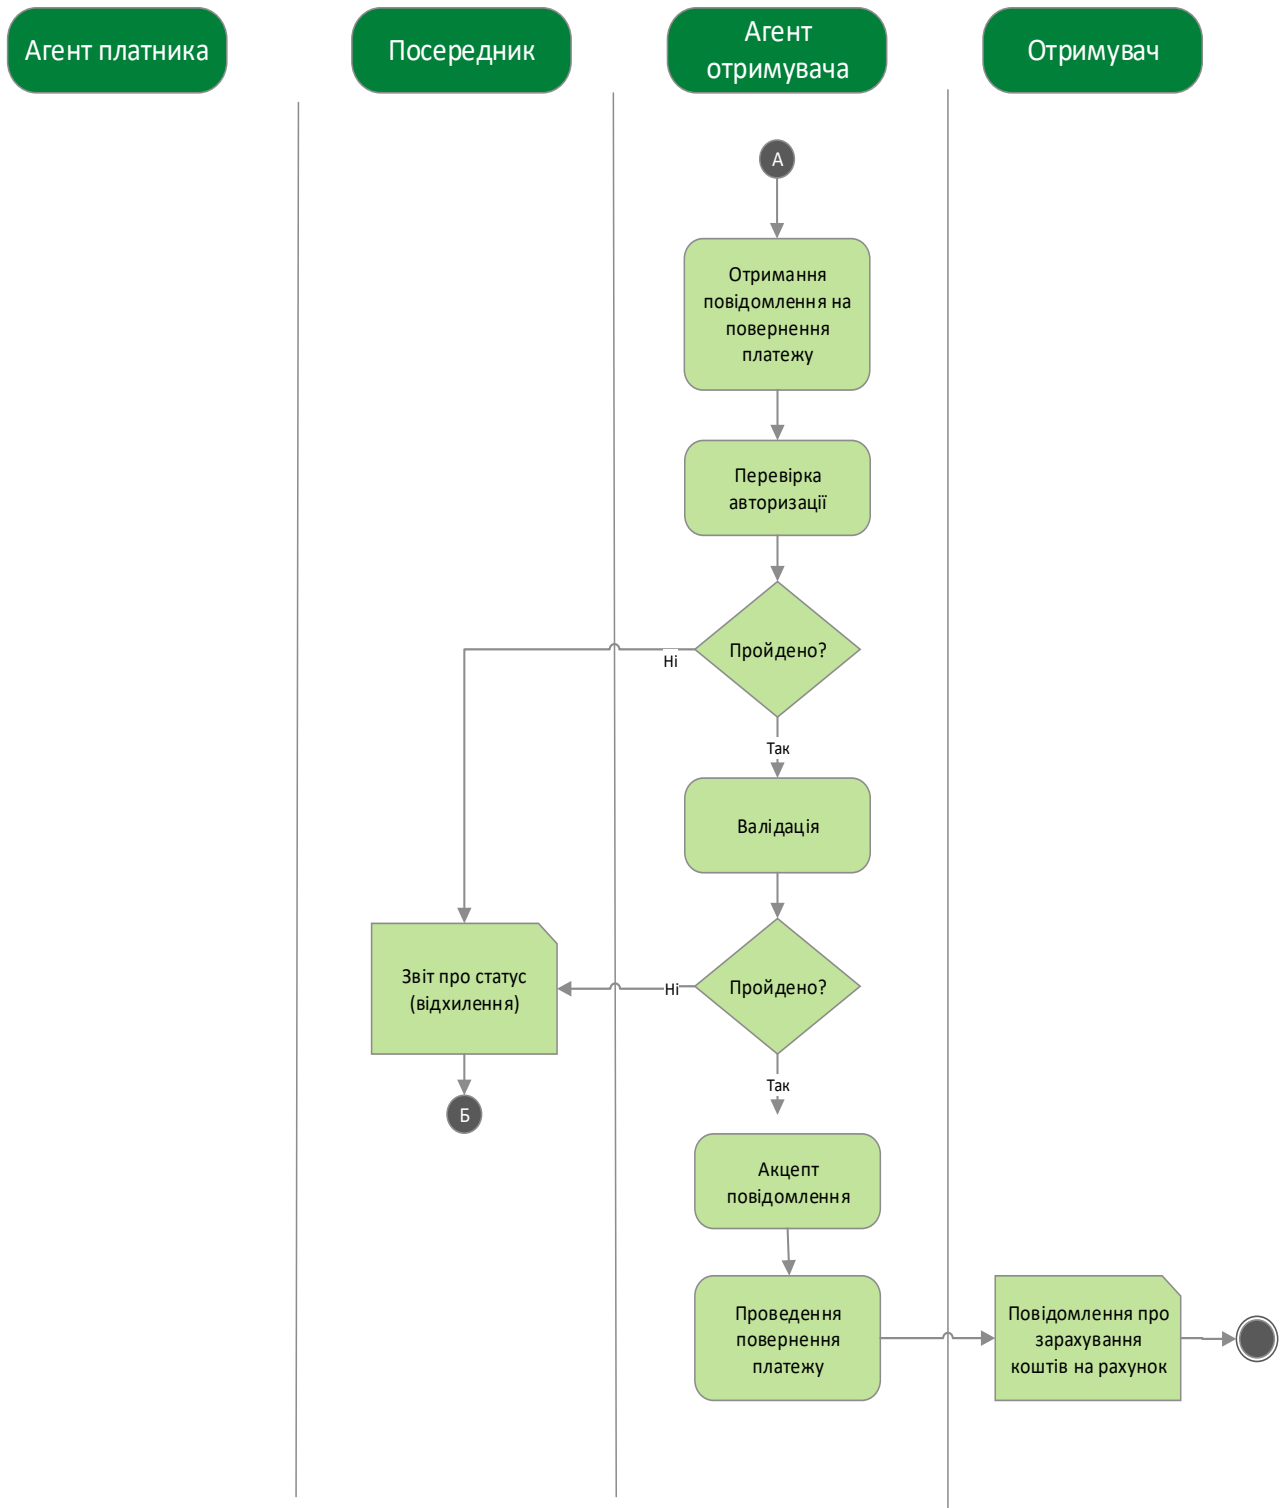 Агент платника
Посередник
Агент
отримувача
Отримувач
А
Отримання
повідомлення на
повернення
платежу
Перевірка
авторизації
Пройдено?
Ні
Так
Валідація
Звіт про статус
(відхилення)
Ні
Пройдено?
Так
Б
Акцепт
повідомлення
Проведення
повернення
платежу
Повідомлення про
зарахування
коштів на рахунок